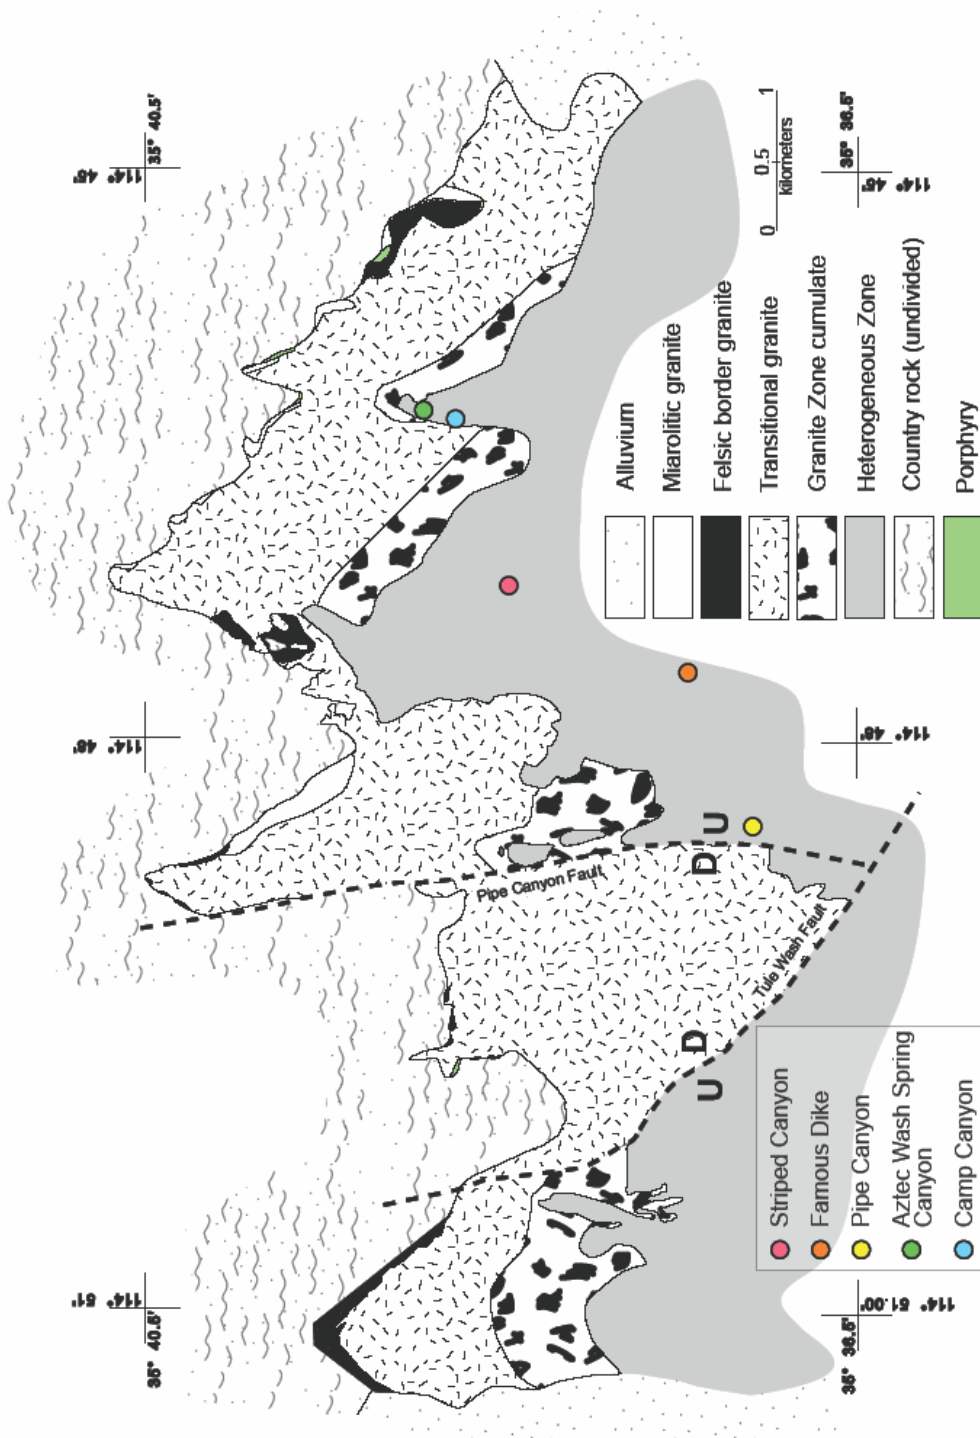 114° 51'
114° 48'
114° 45'
35° 40.5'
35° 40.5'
Pipe Canyon Fault
D U
U D
Tule Wash Fault
0 0.5 1
kilometers
35° 36.5'
35° 36.5'
114° 51.00'
114° 48'
114° 45'
Striped Canyon
Famous Dike
Pipe Canyon
Aztec Wash Spring
Canyon
Camp Canyon
Alluvium
Miarolitic granite
Felsic border granite
Transitional granite
Granite Zone cumulate
Heterogeneous Zone
Country rock (undivided)
Porphyry